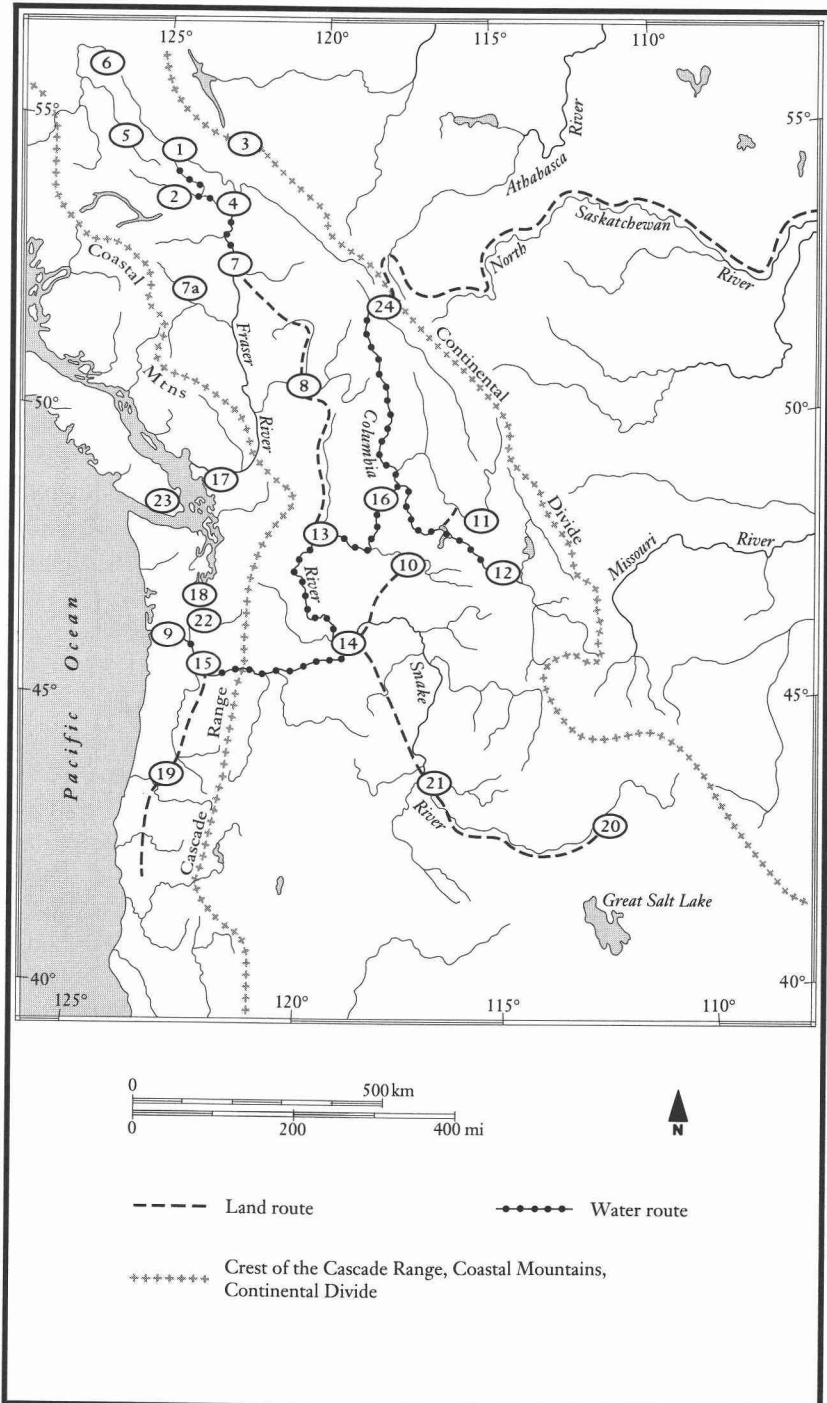 125°
120°
115°
110°
55°
55°
6
5
1
3
2
4
7
7a
24
8
17
23
16
11
13
12
10
18
22
9
14
15
21
19
20
Athabasca
River
North
Saskatchewan
River
Coastal
Mtns
Fraser
River
Continental
Divide
Columbia
River
50°
50°
Missouri
River
Snake
River
Pacific Ocean
45°
45°
Cascade
Range
Great Salt Lake
40°
40°
125°
120°
115°
110°
0
500 km
0
200
400 mi
N
Land route
Water route
Crest of the Cascade Range, Coastal Mountains,
Continental Divide